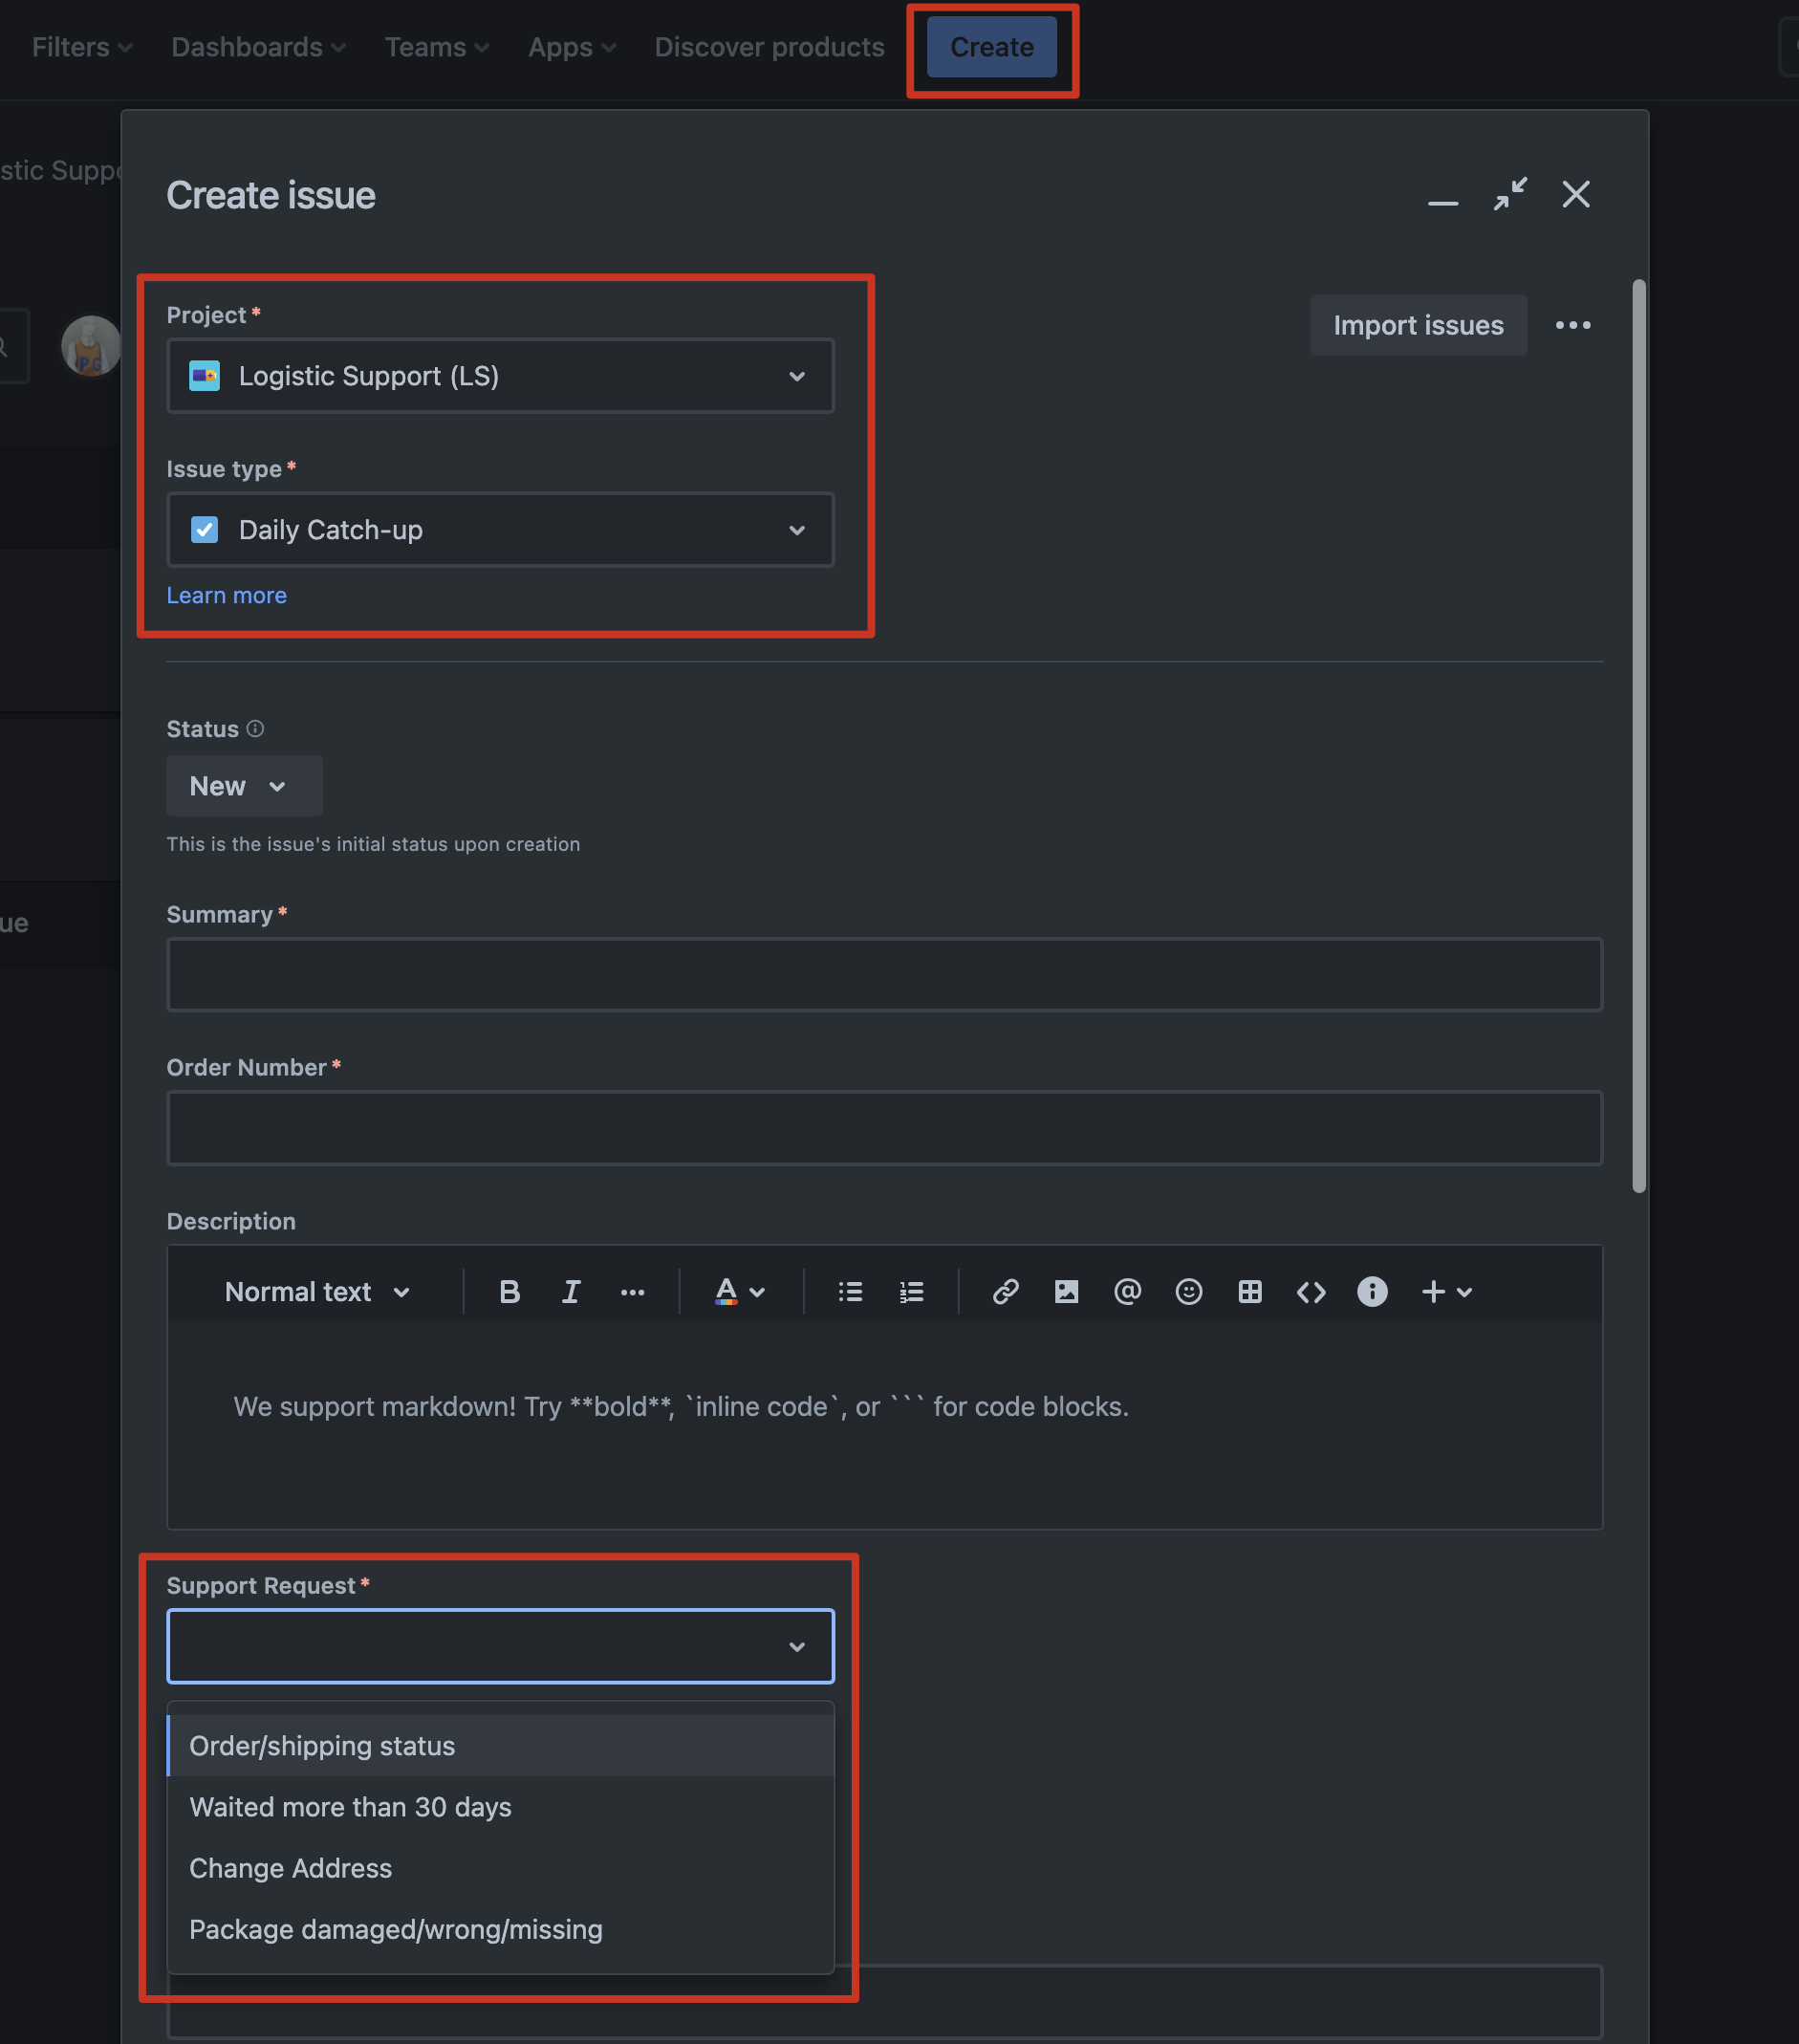 Filters
Dashboards
Teams
Apps
Discover products
Create
stic Suppo
Create issue
Project *
Import issues
Logistic Support (LS)
Issue type *
Daily Catch-up
Learn more
Status
New
This is the issue's initial status upon creation
Summary *
ue
Order Number *
Description
Normal text
We support markdown! Try **bold**, `inline code`, or ``` for code blocks.
Support Request *
Order/shipping status
Waited more than 30 days
Change Address
Package damaged/wrong/missing